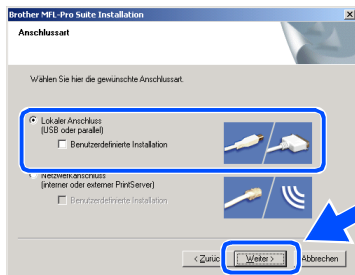 Brother MFL-Pro Suite Installation
Anschlussart
Wählen Sie hier die gewünschte Anschlussart.
Lokaler Anschluss
(USB oder parallel)
Benutzerdefinierte Installation
Netzwerkanschluss
(interner oder externer PrintServer)
Benutzerdefinierte Installation
< Zurüc
Weiter >
Abbrechen